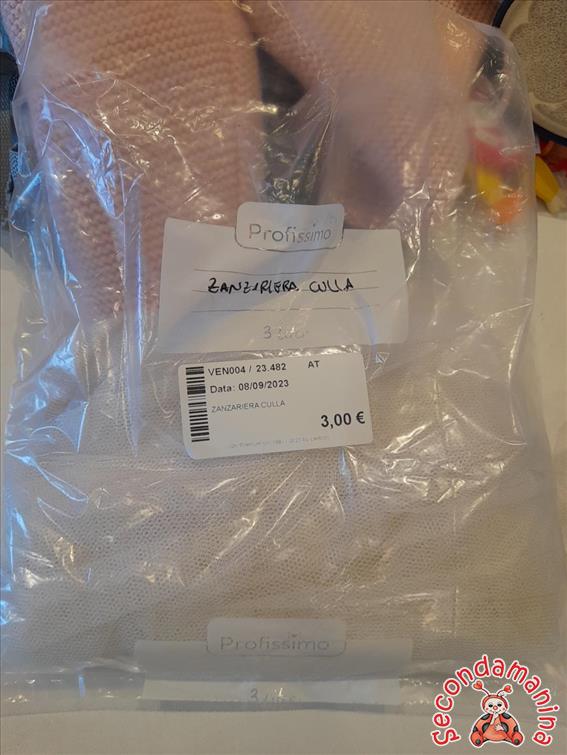 Profissimo
ZANZARIERA CULLA
VEN004 / 23.482 AT
Data: 08/09/2023
ZANZARIERA CULLA
3,00 €
Profissimo
secondamanina